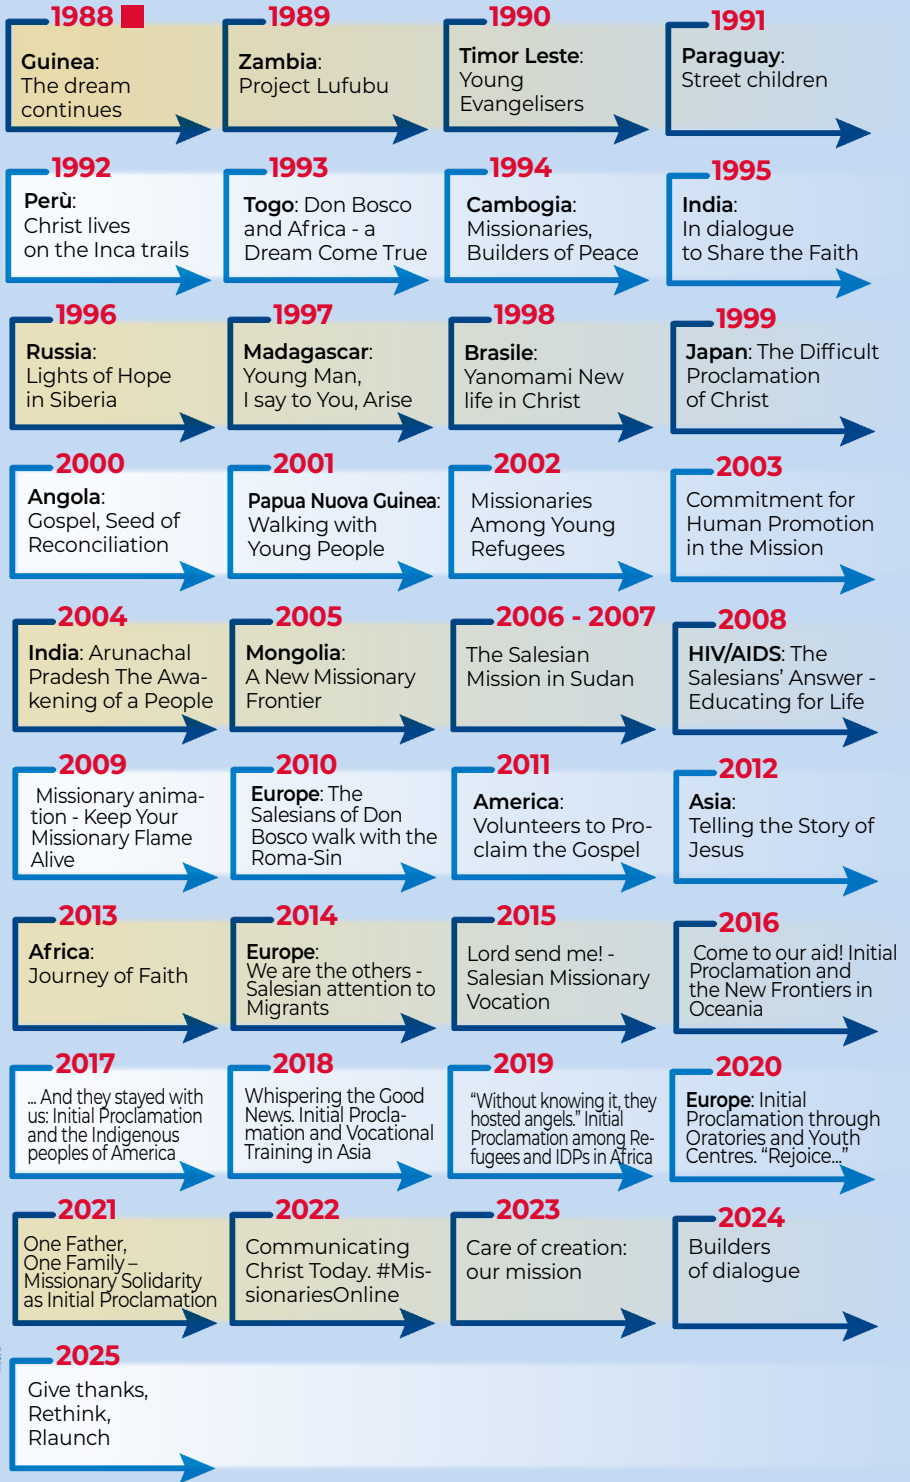 1988
Guinea:
The dream
continues
1989
Zambia:
Project Lufubu
1990
Timor Leste:
Young
Evangelisers
1991
Paraguay:
Street children
1992
Perù:
Christ lives
on the Inca trails
1993
Togo: Don Bosco
and Africa - a
Dream Come True
1994
Cambogia:
Missionaries,
Builders of Peace
1995
India:
In dialogue
to Share the Faith
1996
Russia:
Lights of Hope
in Siberia
1997
Madagascar:
Young Man,
I say to You, Arise
1998
Brasile:
Yanomami New
life in Christ
1999
Japan: The Difficult
Proclamation
of Christ
2000
Angola:
Gospel, Seed of
Reconciliation
2001
Papua Nuova Guinea:
Walking with
Young People
2002
Missionaries
Among Young
Refugees
2003
Commitment for
Human Promotion
in the Mission
2004
India: Arunachal
Pradesh The Awa-
kening of a People
2005
Mongolia:
A New Missionary
Frontier
2006 - 2007
The Salesian
Mission in Sudan
2008
HIV/AIDS: The
Salesians’ Answer -
Educating for Life
2009
Missionary anima-
tion - Keep Your
Missionary Flame
Alive
2010
Europe: The
Salesians of Don
Bosco walk with the
Roma-Sin
2011
America:
Volunteers to Pro-
claim the Gospel
2012
Asia:
Telling the Story of
Jesus
2013
Africa:
Journey of Faith
2014
Europe:
We are the others -
Salesian attention to
Migrants
2015
Lord send me! -
Salesian Missionary
Vocation
2016
Come to our aid! Initial
Proclamation and
the New Frontiers in
Oceania
2017
... And they stayed with
us: Initial Proclamation
and the Indigenous
peoples of America
2018
Whispering the Good
News. Initial Procla-
mation and Vocational
Training in Asia
2019
“Without knowing it, they
hosted angels.” Initial
Proclamation among Re-
fugees and IDPs in Africa
2020
Europe: Initial
Proclamation through
Oratories and Youth
Centres. “Rejoice...”
2021
One Father,
One Family –
Missionary Solidarity
as Initial Proclamation
2022
Communicating
Christ Today. #Mis-
sionariesOnline
2023
Care of creation:
our mission
2024
Builders
of dialogue
2025
Give thanks,
Rethink,
Rlaunch